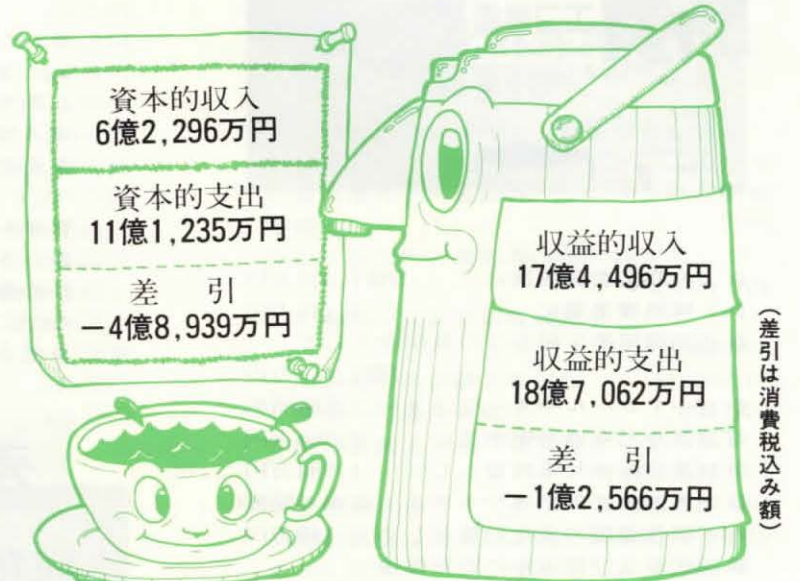 資本的収入
6億2,296万円
資本的支出
11億1,235万円
差　引
−4億8,939万円
収益的収入
17億4,496万円
収益的支出
18億7,062万円
差　引
−1億2,566万円
（差引は消費税込み額）